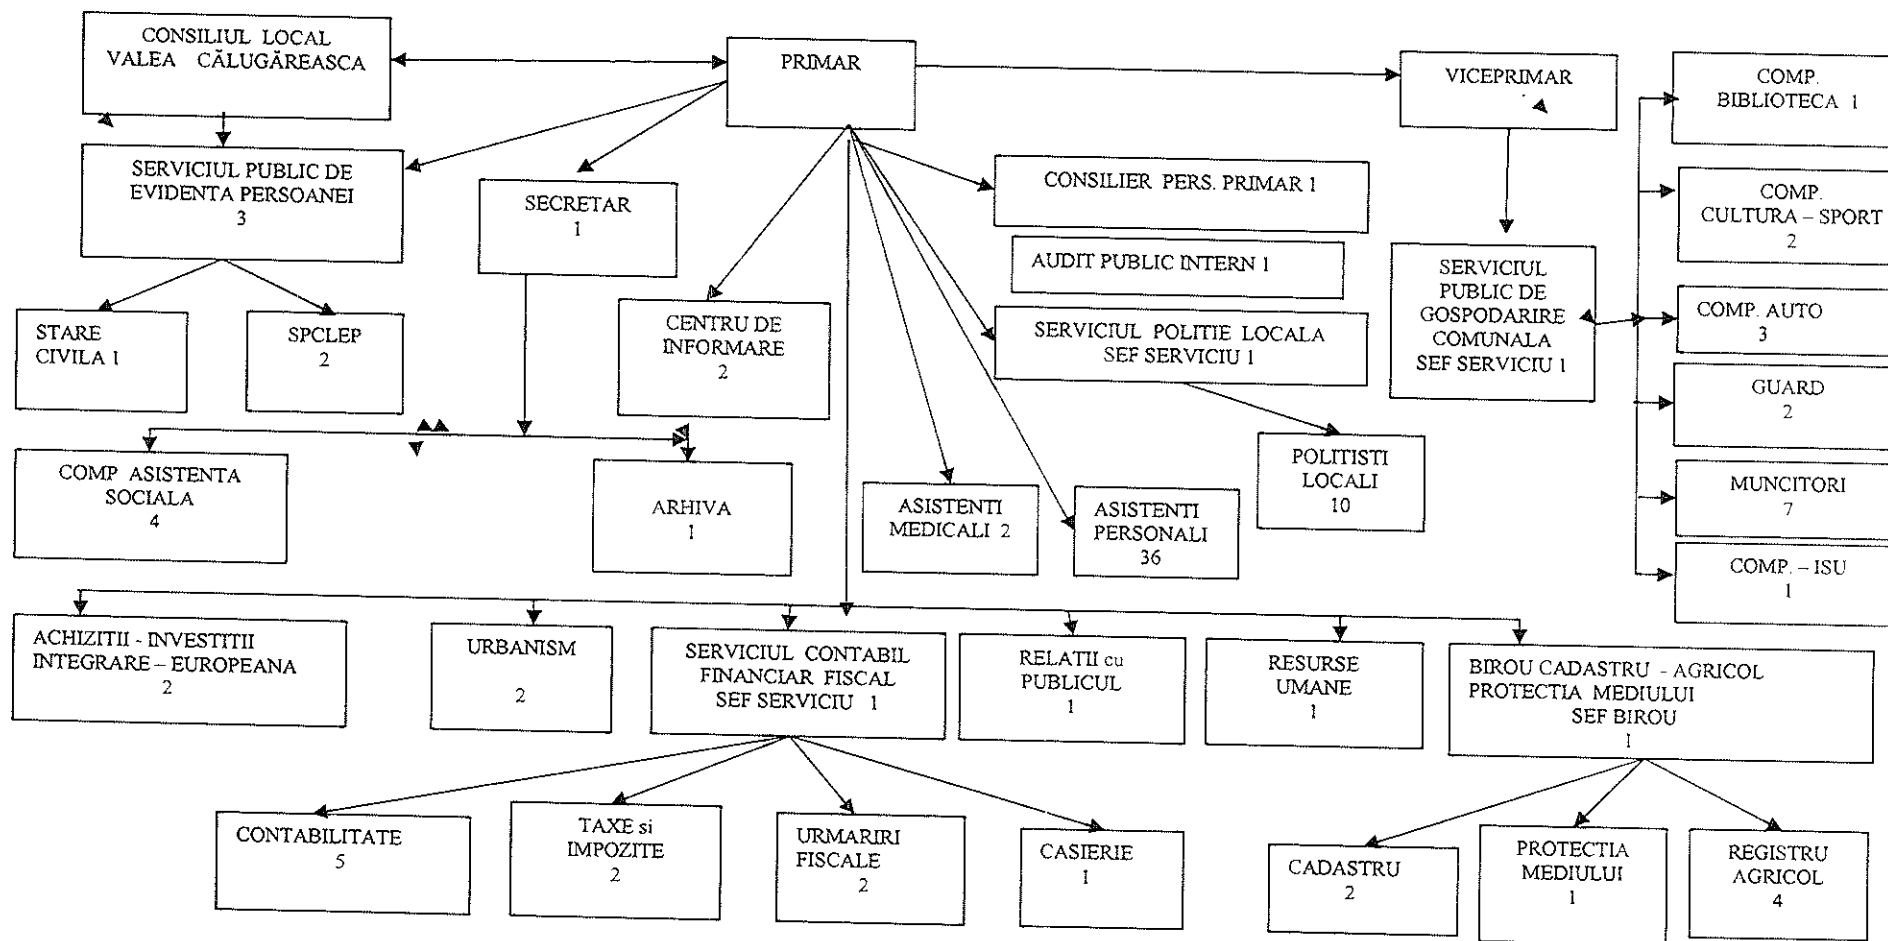 CONSILIUL LOCAL
VALEA CĂLUGĂREASCA
PRIMAR
VICEPRIMAR
COMP.
BIBLIOTECA 1
SERVICIUL PUBLIC DE
EVIDENTA PERSOANEI
3
SECRETAR
1
CONSILIER PERS. PRIMAR 1
COMP.
CULTURA – SPORT
2
AUDIT PUBLIC INTERN 1
SERVICIUL
PUBLIC DE
GOSPODARIRE
COMUNALA
SEF SERVICIU 1
STARE
CIVILA 1
SPCLEP
2
CENTRU DE
INFORMARE
2
SERVICIUL POLITIE LOCALA
SEF SERVICIU 1
COMP. AUTO
3
GUARD
2
COMP ASISTENTA
SOCIALA
4
ARHIVA
1
ASISTENTI
MEDICALI 2
ASISTENTI
PERSONALI
36
POLITISTI
LOCALI
10
MUNCITORI
7
COMP. – ISU
1
ACHIZITII - INVESTITII
INTEGRARE – EUROPEANA
2
URBANISM
2
SERVICIUL CONTABIL
FINANCIAR FISCAL
SEF SERVICIU 1
RELATII cu
PUBLICUL
1
RESURSE
UMANE
1
BIROU CADASTRU - AGRICOL
PROTECTIA MEDIULUI
SEF BIROU
1
CONTABILITATE
5
TAXE si
IMPOZITE
2
URMARIRI
FISCALE
2
CASIERIE
1
CADASTRU
2
PROTECTIA
MEDIULUI
1
REGISTRU
AGRICOL
4